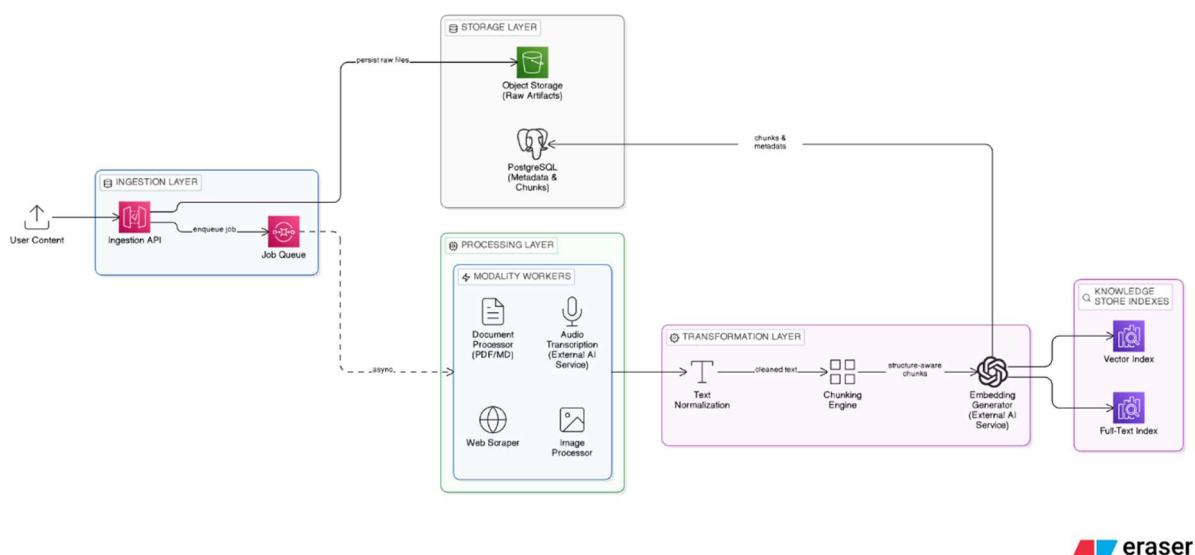 STORAGE LAYER
persist raw files
Object Storage
(Raw Artifacts)
PostgreSQL
(Metadata &
Chunks)
chunks &
metadata
INGESTION LAYER
User Content
Ingestion API
enqueue job
Job Queue
async
PROCESSING LAYER
MODALITY WORKERS
Document
Processor
(PDF/MD)
Audio
Transcription
(External AI
Service)
Web Scraper
Image
Processor
TRANSFORMATION LAYER
Text
Normalization
cleaned text
Chunking
Engine
structure-aware
chunks
Embedding
Generator
(External AI
Service)
KNOWLEDGE
STORE INDEXES
Vector Index
Full-Text Index
eraser